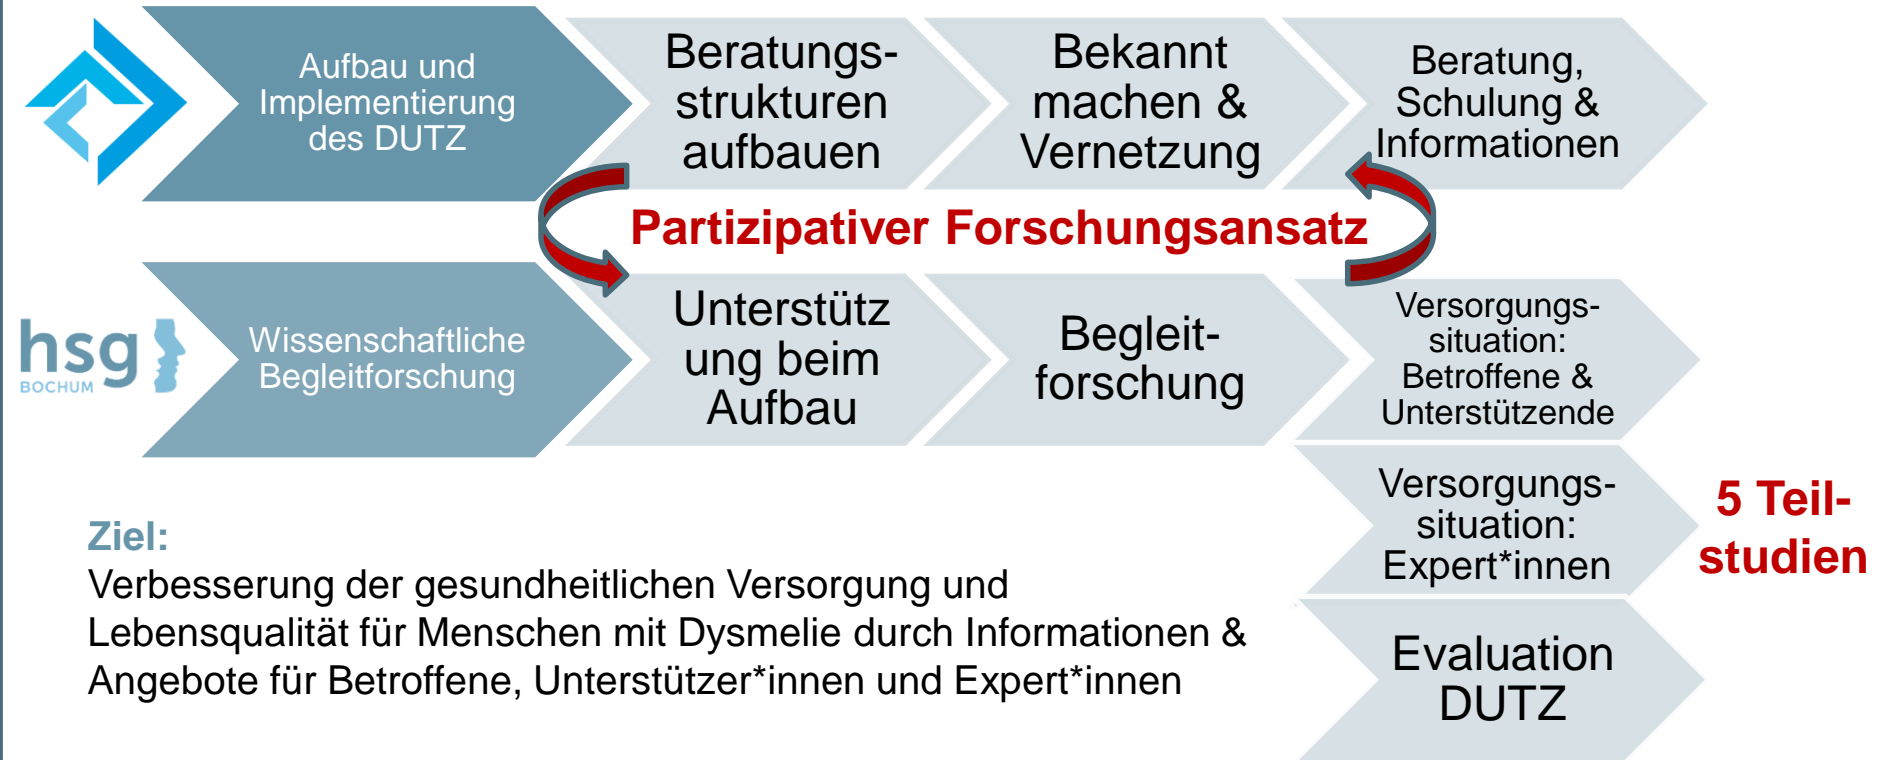 Aufbau und
Implementierung
des DUTZ
Beratungs-
strukturen
aufbauen
Bekannt
machen &
Vernetzung
Beratung,
Schulung &
Informationen
Partizipativer Forschungsansatz
hsg
BOCHUM
Wissenschaftliche
Begleitforschung
Unterstütz
ung beim
Aufbau
Begleit-
forschung
Versorgungs-
situation:
Betroffene &
Unterstützende
Versorgungs-
situation:
Expert*innen
5 Teil-
studien
Evaluation
DUTZ
Ziel:
Verbesserung der gesundheitlichen Versorgung und
Lebensqualität für Menschen mit Dysmelie durch Informationen &
Angebote für Betroffene, Unterstützer*innen und Expert*innen